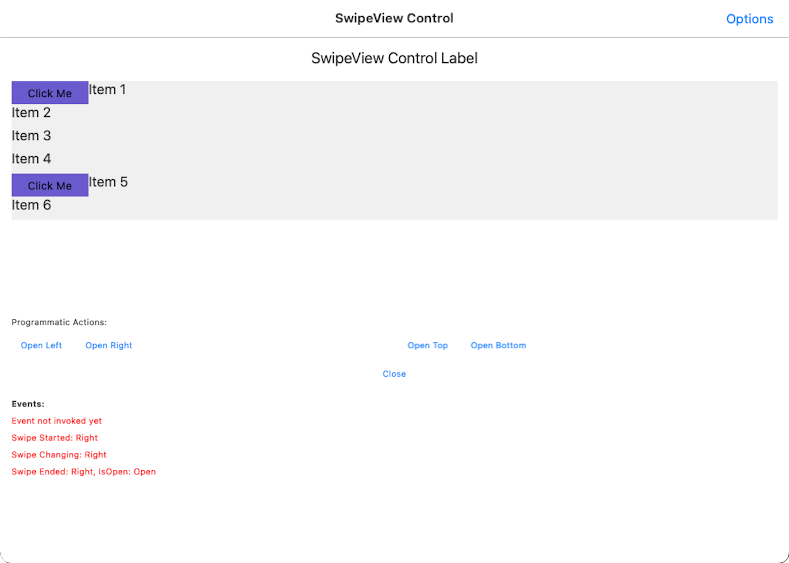 SwipeView Control
Options
SwipeView Control Label
Click Me Item 1
Item 2
Item 3
Item 4
Click Me Item 5
Item 6
Programmatic Actions:
Open Left Open Right Open Top Open Bottom
Close
Events:
Event not invoked yet
Swipe Started: Right
Swipe Changing: Right
Swipe Ended: Right, IsOpen: Open